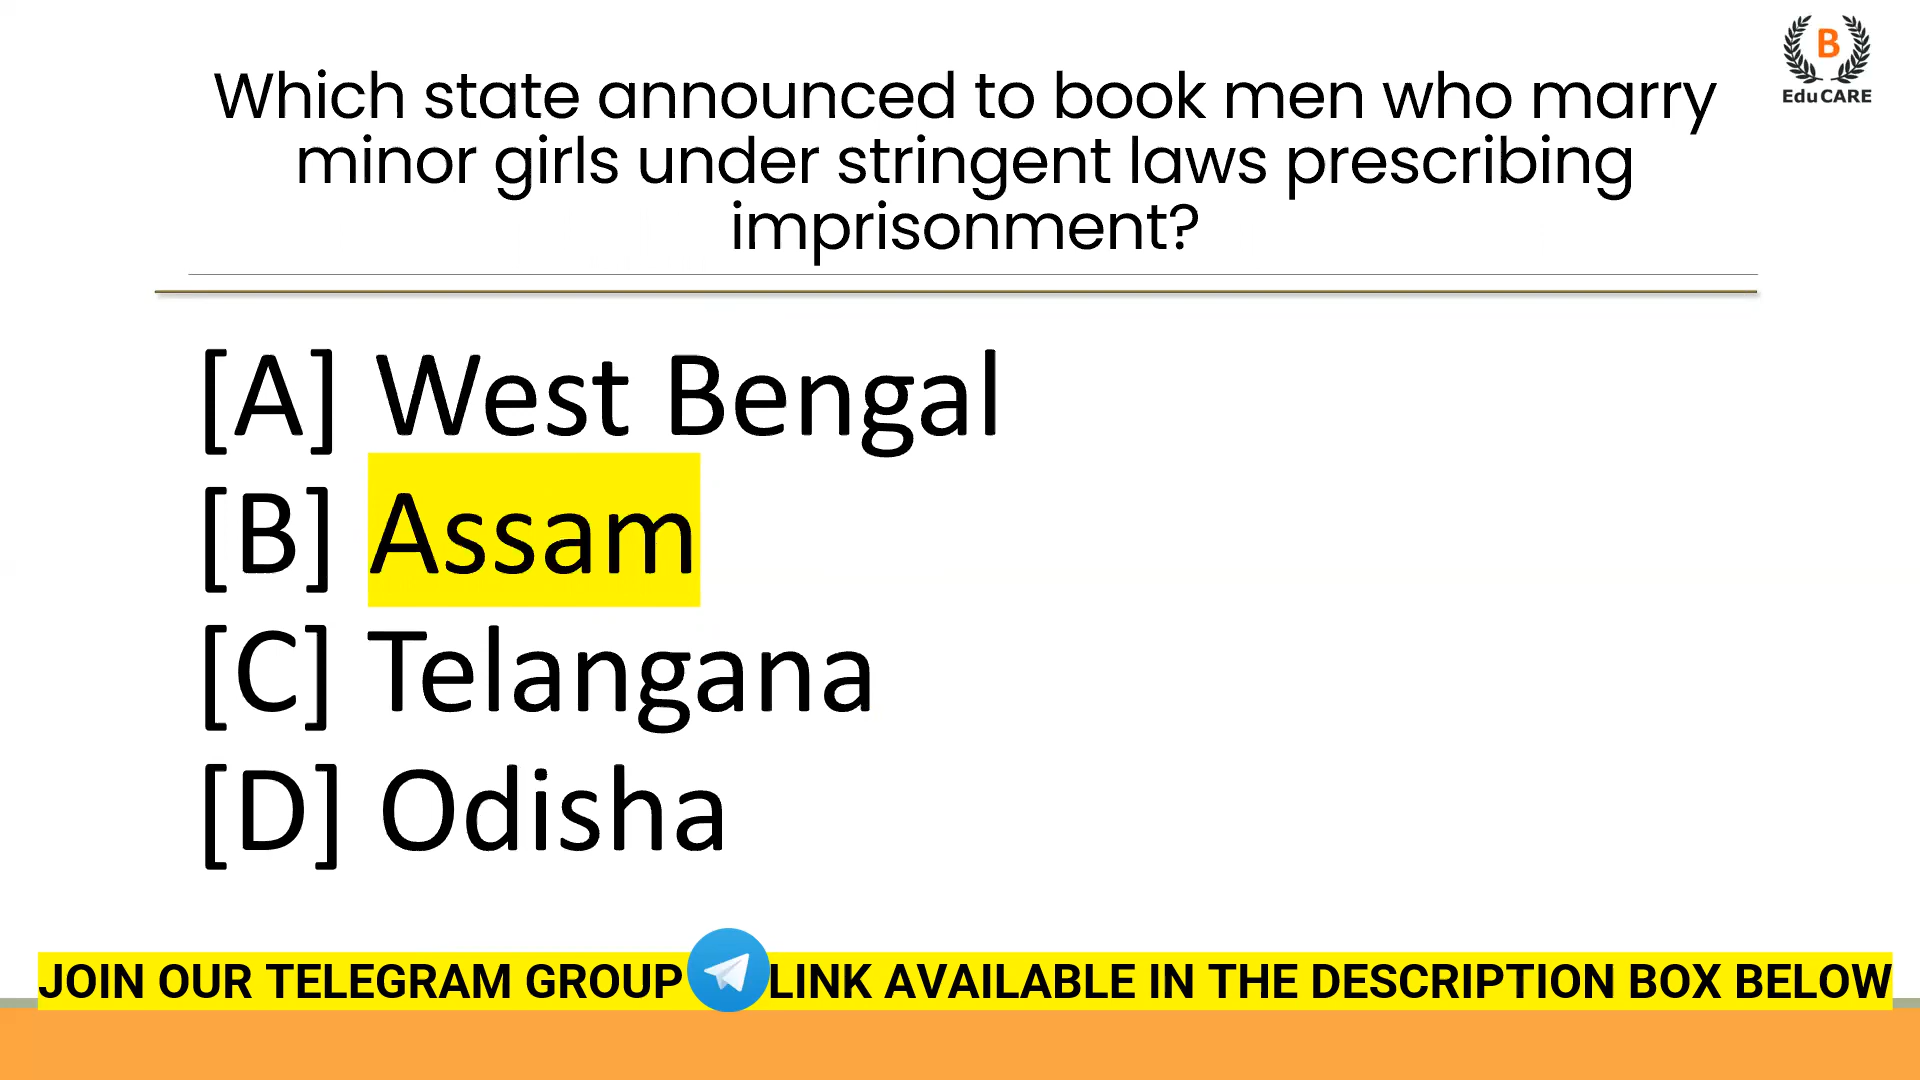 B
EduCARE
Which state announced to book men who marry
minor girls under stringent laws prescribing
imprisonment?
[A] West Bengal
[B] Assam
[C] Telangana
[D] Odisha
JOIN OUR TELEGRAM GROUP LINK AVAILABLE IN THE DESCRIPTION BOX BELOW